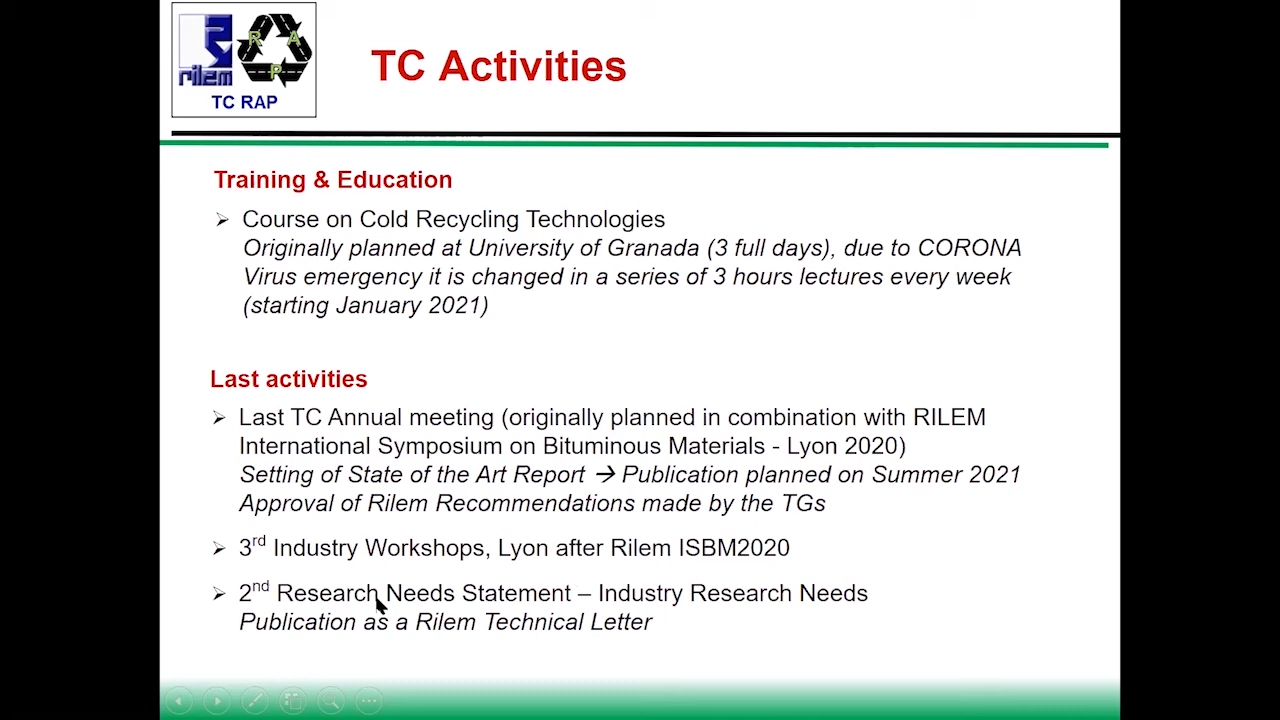 R A P
rilem
TC RAP
TC Activities
Training & Education
Course on Cold Recycling Technologies
Originally planned at University of Granada (3 full days), due to CORONA
Virus emergency it is changed in a series of 3 hours lectures every week
(starting January 2021)
Last activities
Last TC Annual meeting (originally planned in combination with RILEM
International Symposium on Bituminous Materials - Lyon 2020)
Setting of State of the Art Report → Publication planned on Summer 2021
Approval of Rilem Recommendations made by the TGs
3rd Industry Workshops, Lyon after Rilem ISBM2020
2nd Research Needs Statement – Industry Research Needs
Publication as a Rilem Technical Letter